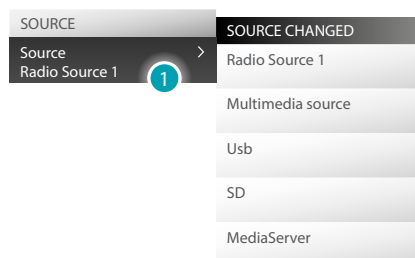 SOURCE
Source
Radio Source 1
>
1
SOURCE CHANGED
Radio Source 1
Multimedia source
Usb
SD
MediaServer